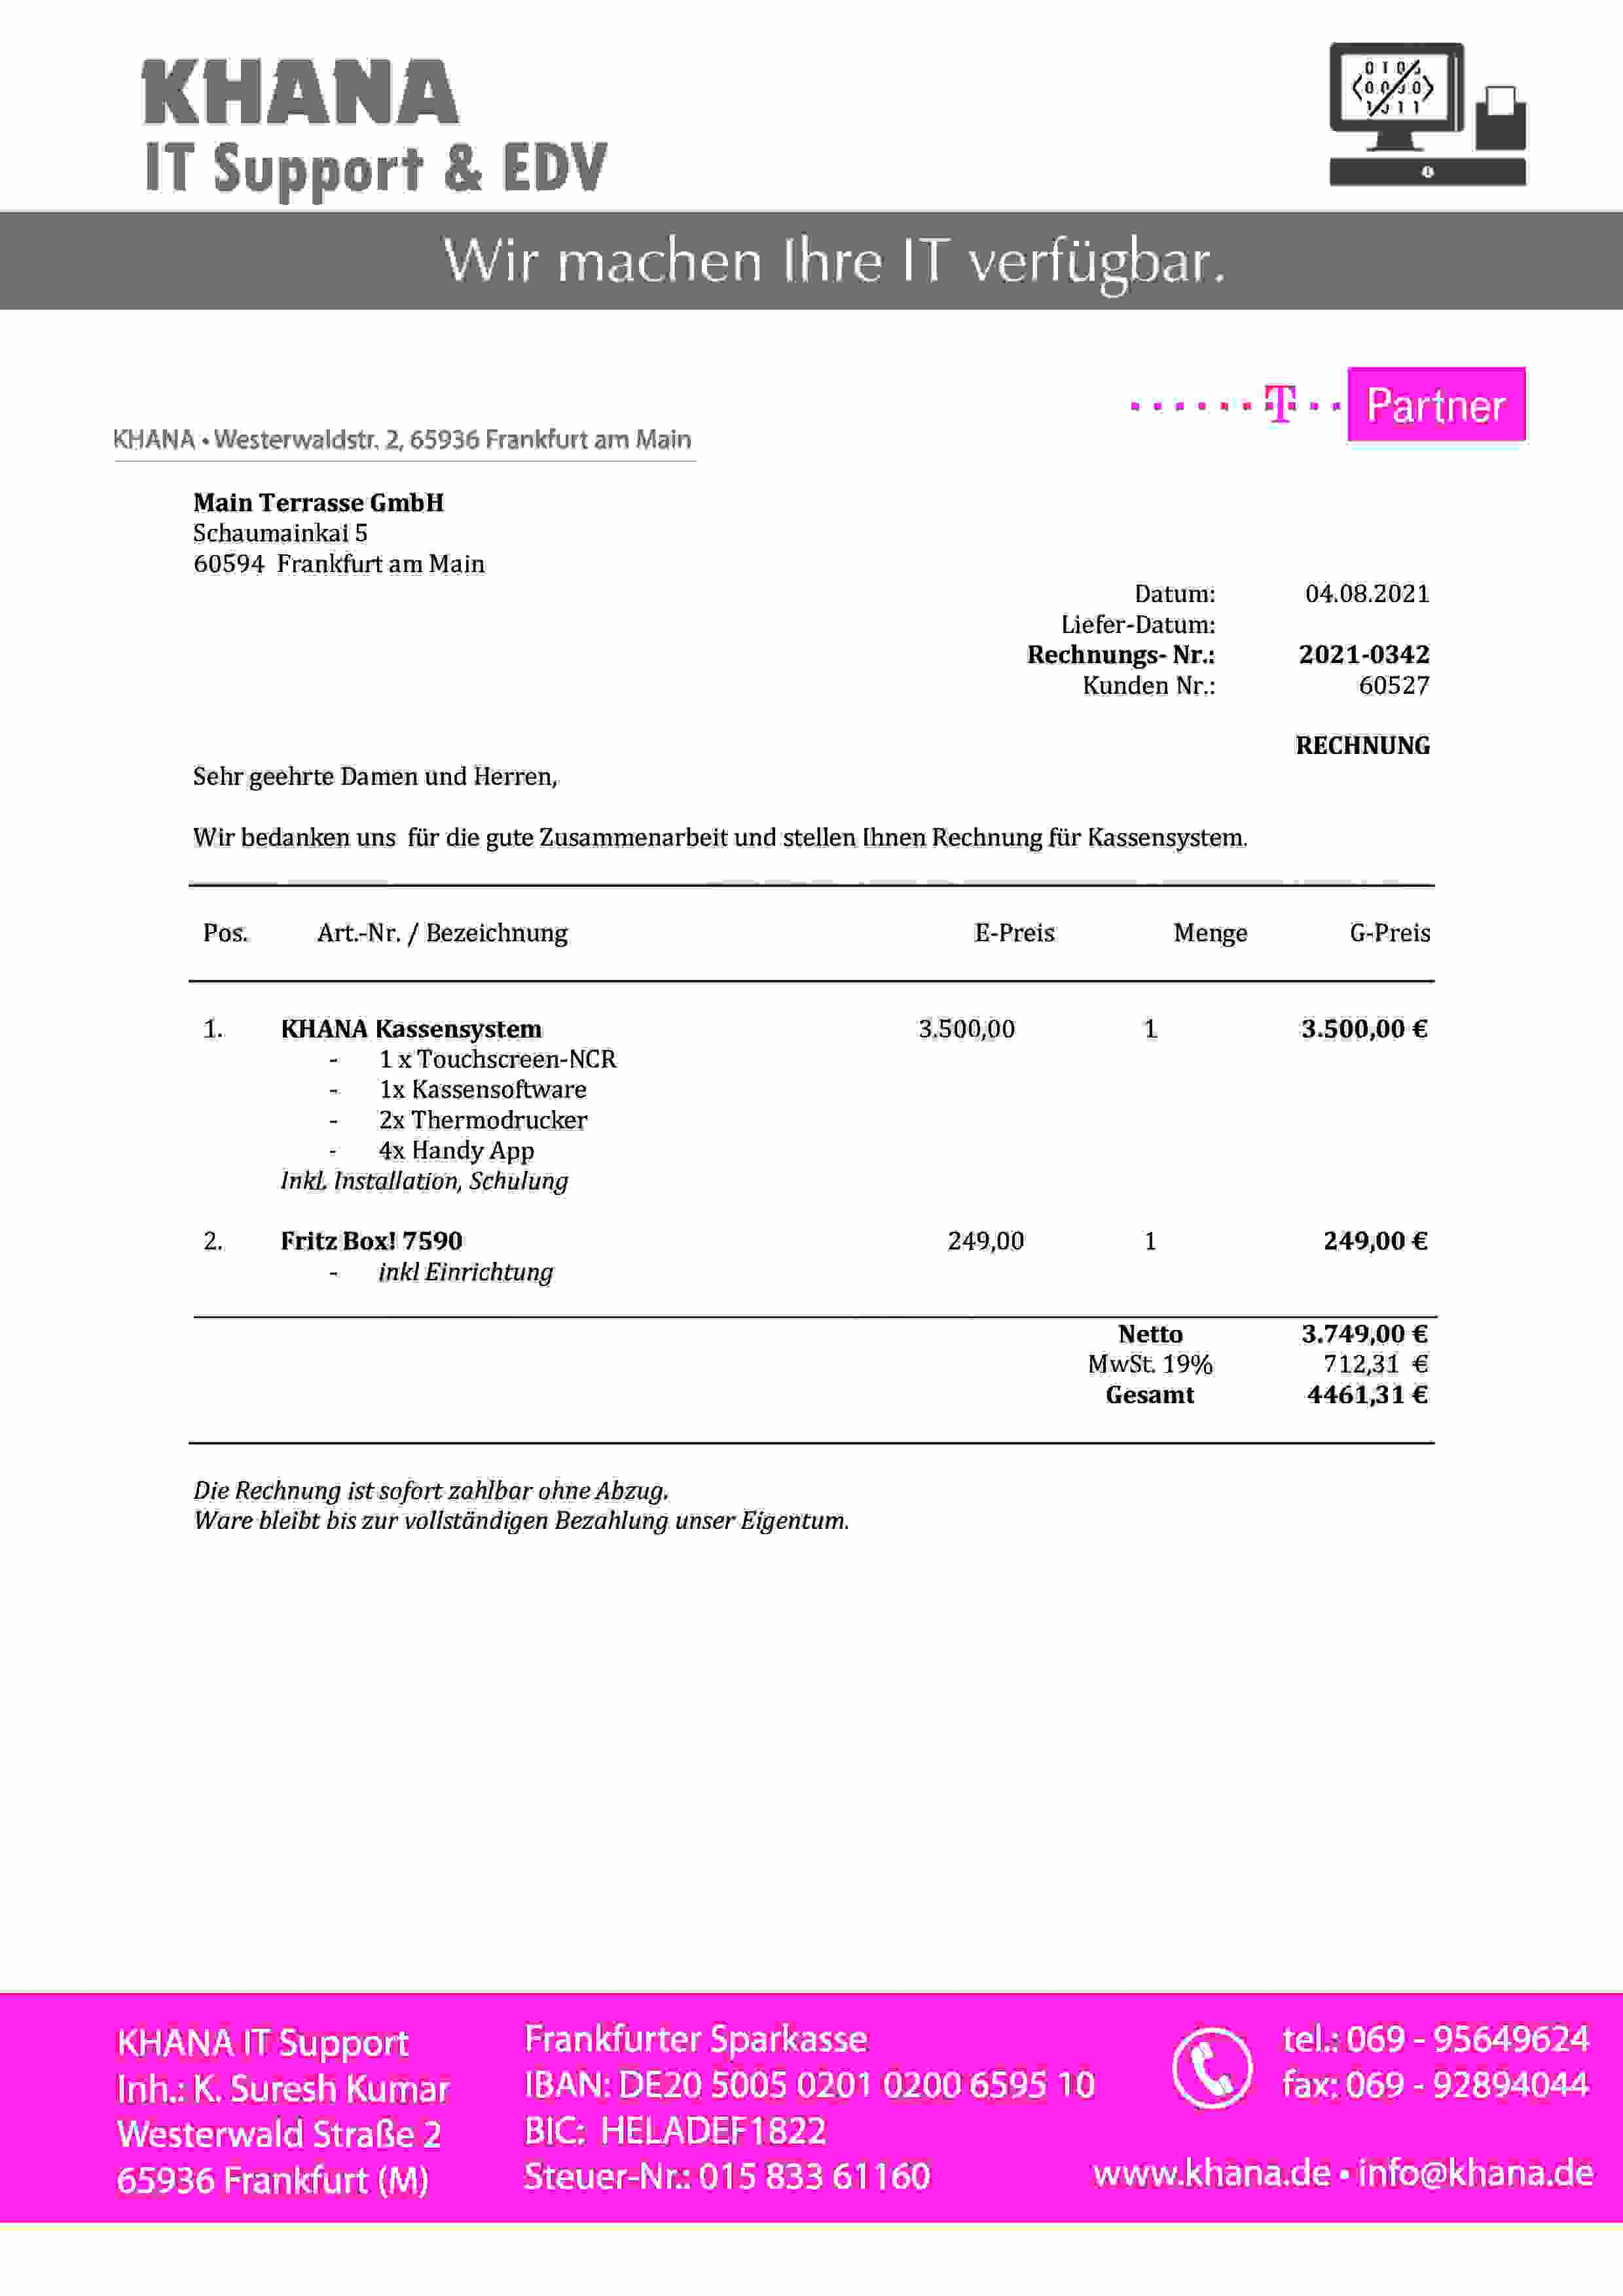 KHANA
IT Support & EDV
Wir machen Ihre IT verfügbar.
T Partner
KHANA • Westerwaldstr. 2, 65936 Frankfurt am Main
Main Terrasse GmbH
Schaumainkai 5
60594 Frankfurt am Main
Datum: 04.08.2021
Liefer-Datum:
Rechnungs- Nr.: 2021-0342
Kunden Nr.: 60527
RECHNUNG
Sehr geehrte Damen und Herren,
Wir bedanken uns für die gute Zusammenarbeit und stellen Ihnen Rechnung für Kassensystem.
Pos. Art.-Nr. / Bezeichnung E-Preis Menge G-Preis
1. KHANA Kassensystem 3.500,00 1 3.500,00 €
- 1 x Touchscreen-NCR
- 1x Kassensoftware
- 2x Thermodrucker
- 4x Handy App
Inkl. Installation, Schulung
2. Fritz Box! 7590 249,00 1 249,00 €
- inkl Einrichtung
Netto 3.749,00 €
MwSt. 19% 712,31 €
Gesamt 4461,31 €
Die Rechnung ist sofort zahlbar ohne Abzug.
Ware bleibt bis zur vollständigen Bezahlung unser Eigentum.
KHANA IT Support
Inh.: K. Suresh Kumar
Westerwald Straße 2
65936 Frankfurt (M)
Frankfurter Sparkasse
IBAN: DE20 5005 0201 0200 6595 10
BIC: HELADEF1822
Steuer-Nr.: 015 833 61160
tel.: 069 - 95649624
fax: 069 - 92894044
www.khana.de • info@khana.de